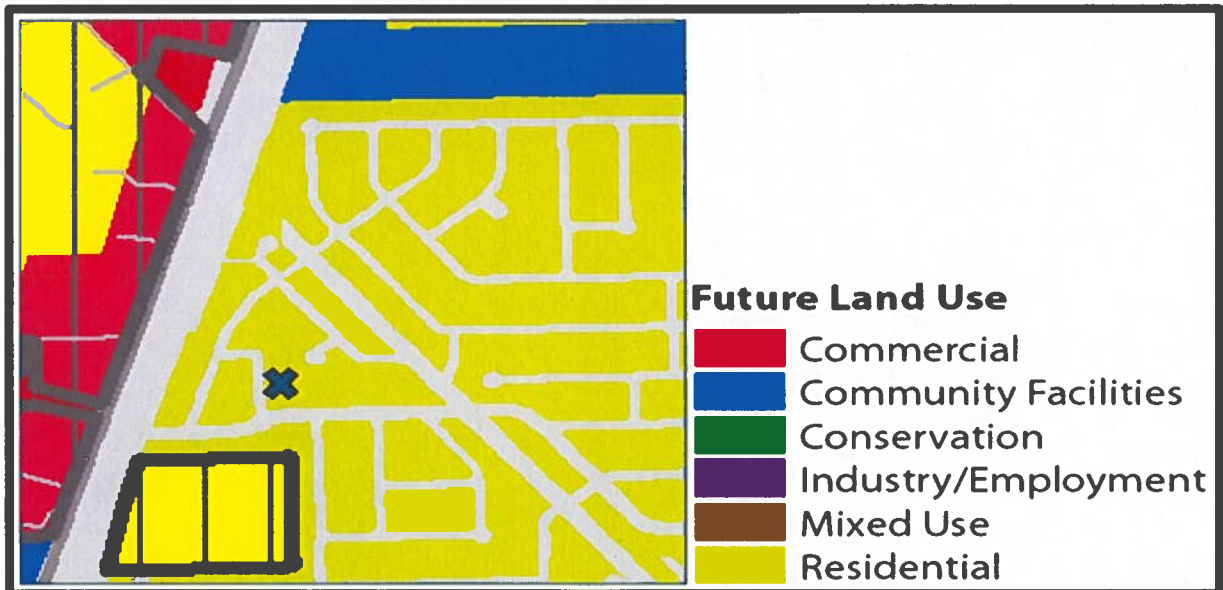 Future Land Use
Commercial
Community Facilities
Conservation
Industry/Employment
Mixed Use
Residential